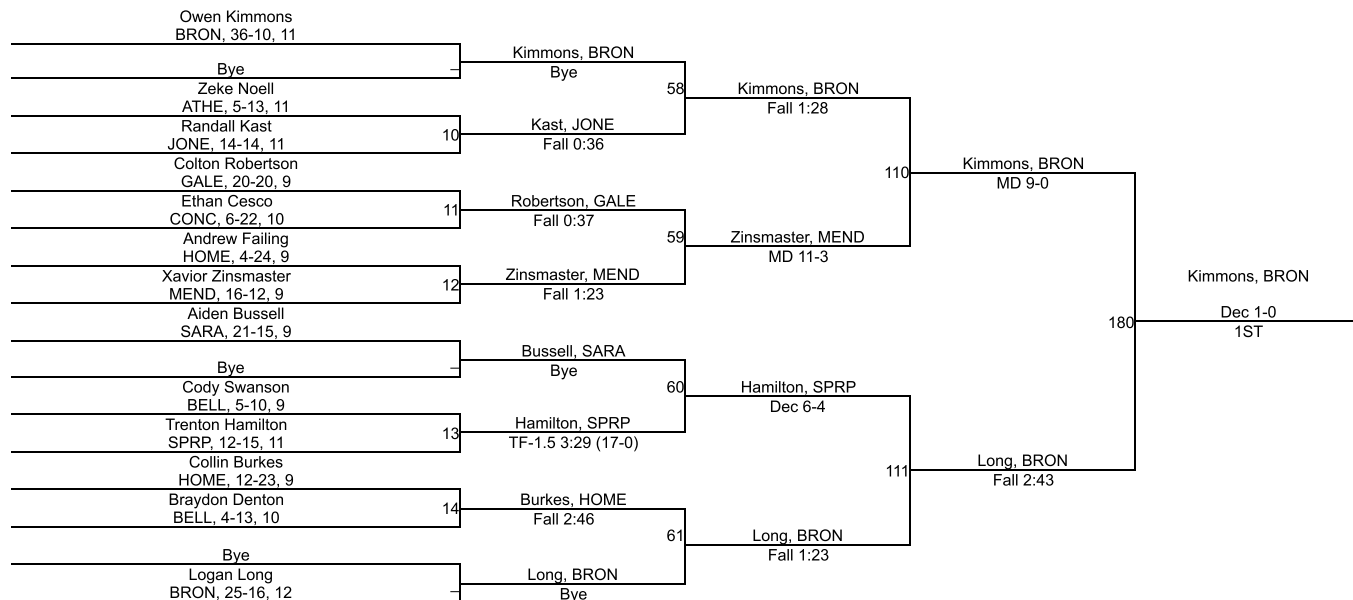 Owen Kimmons
BRON, 36-10, 11
Bye
Zeke Noell
ATHE, 5-13, 11
Randall Kast
JONE, 14-14, 11
Colton Robertson
GALE, 20-20, 9
Ethan Cesco
CONC, 6-22, 10
Andrew Failing
HOME, 4-24, 9
Xavior Zinsmaster
MEND, 16-12, 9
Aiden Bussell
SARA, 21-15, 9
Bye
Cody Swanson
BELL, 5-10, 9
Trenton Hamilton
SPRP, 12-15, 11
Collin Burkes
HOME, 12-23, 9
Braydon Denton
BELL, 4-13, 10
Bye
Logan Long
BRON, 25-16, 12
–
10
11
12
–
13
14
–
Kimmons, BRON
Bye
Kast, JONE
Fall 0:36
Robertson, GALE
Fall 0:37
Zinsmaster, MEND
Fall 1:23
Bussell, SARA
Bye
Hamilton, SPRP
TF-1.5 3:29 (17-0)
Burkes, HOME
Fall 2:46
Long, BRON
Bye
58
59
60
61
Kimmons, BRON
Fall 1:28
Zinsmaster, MEND
MD 11-3
Hamilton, SPRP
Dec 6-4
Long, BRON
Fall 1:23
110
111
Kimmons, BRON
MD 9-0
Long, BRON
Fall 2:43
180
Kimmons, BRON
Dec 1-0
1ST